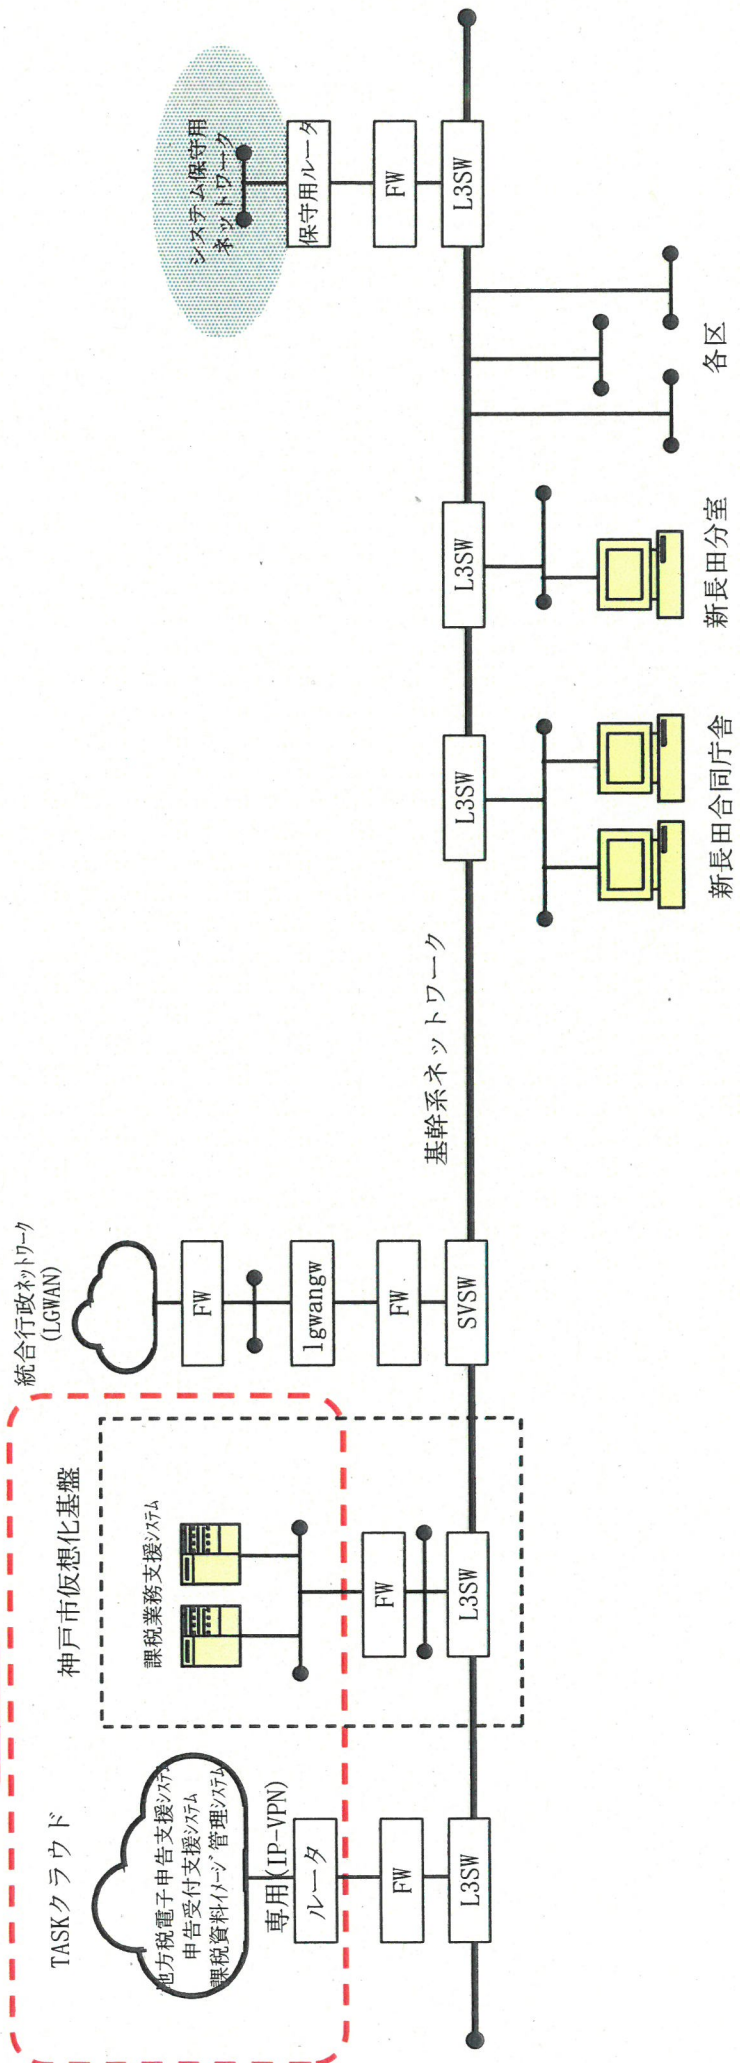 TASKクラウド
地方税電子申告支援システム
申告受付支援システム
課税資料イメージ管理システム
専用(IP-VPN)
ルータ
FW
L3SW
神戸市仮想化基盤
課税業務支援システム
FW
L3SW
統合行政ネットワーク
(LGWAN)
FW
lgwangw
FW
SVSW
基幹系ネットワーク
L3SW
新長田合同庁舎
L3SW
新長田分室
各区
システム保守用
ネットワーク
保守用ルータ
FW
L3SW